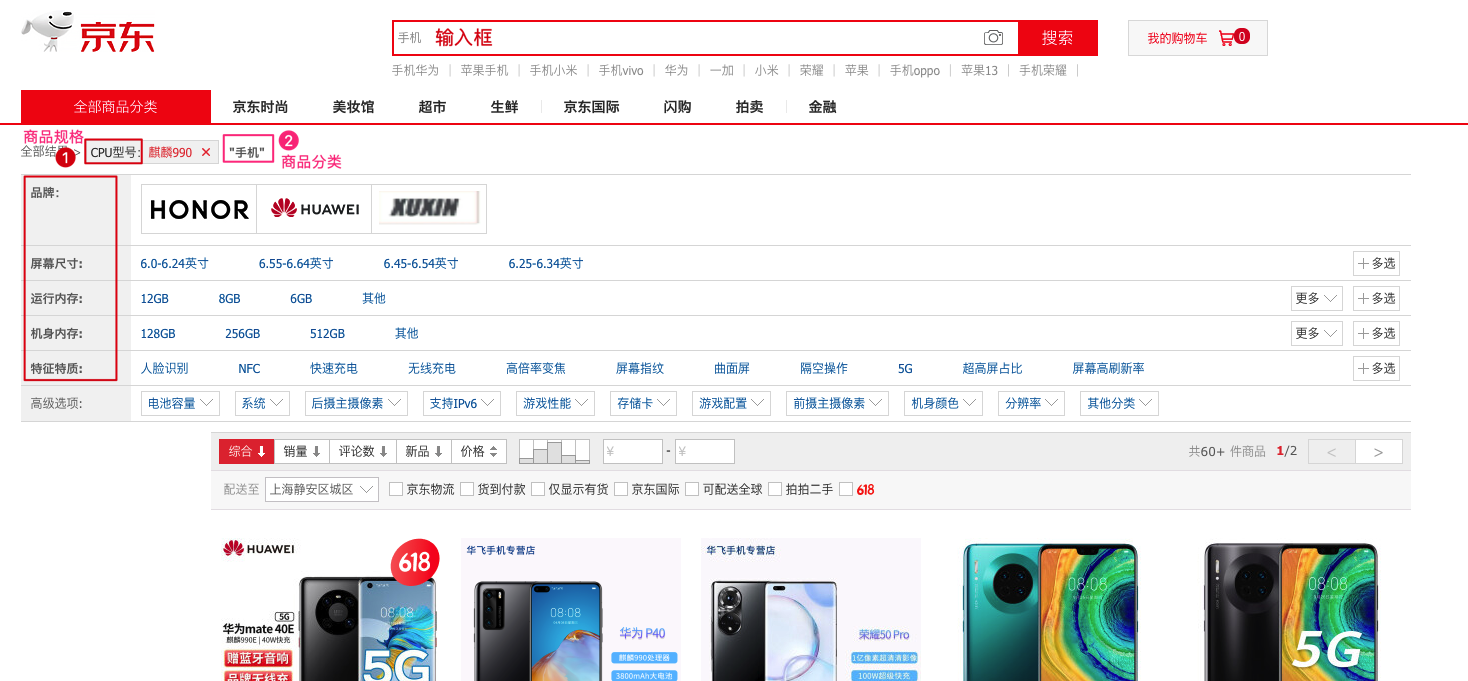 京东
手机 输入框
搜索
我的购物车 0
手机华为 | 苹果手机 | 手机小米 | 手机vivo | 华为 | 一加 | 小米 | 荣耀 | 苹果 | 手机oppo | 苹果13 | 手机荣耀 |
全部商品分类 京东时尚 美妆馆 超市 生鲜 京东国际 闪购 拍卖 金融
商品规格
全部结果 > 1 CPU型号: 麒麟990 × "手机" 2
商品分类
品牌: HONOR HUAWEI XUXIN
屏幕尺寸: 6.0-6.24英寸 6.55-6.64英寸 6.45-6.54英寸 6.25-6.34英寸 +多选
运行内存: 12GB 8GB 6GB 其他 更多 +多选
机身内存: 128GB 256GB 512GB 其他 更多 +多选
特征特质: 人脸识别 NFC 快速充电 无线充电 高倍率变焦 屏幕指纹 曲面屏 隔空操作 5G 超高屏占比 屏幕高刷新率 +多选
高级选项: 电池容量 系统 后摄主摄像素 支持IPv6 游戏性能 存储卡 游戏配置 前摄主摄像素 机身颜色 分辨率 其他分类
综合 销量 评论数 新品 价格 ¥ - ¥ 共60+ 件商品 1/2 < >
配送至 上海静安区城区 京东物流 货到付款 仅显示有货 京东国际 可配送全球 拍拍二手 618
HUAWEI
618
5G
华为mate 40E
麒麟990E | 40W快充
赠蓝牙音响
品牌无线充
08:08
5G
华飞手机专营店
08:08
华为 P40
麒麟990处理器
3800mAh大电池
华飞手机专营店
荣耀50 Pro
1亿像素超清影像
100W超级快充
08:08
08:08
5G